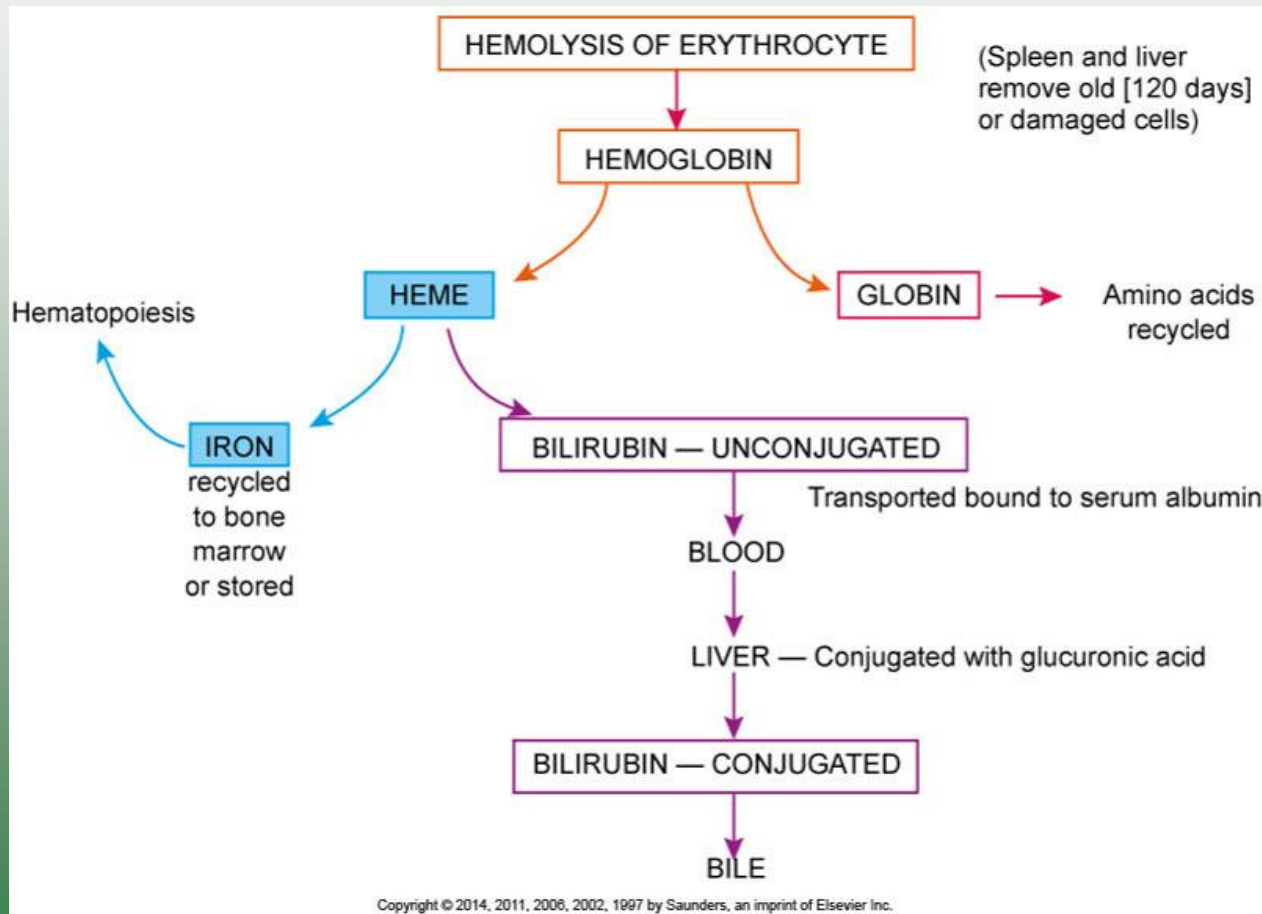 HEMOLYSIS OF ERYTHROCYTE
(Spleen and liver
remove old [120 days]
or damaged cells)
HEMOGLOBIN
HEME
GLOBIN
Amino acids
recycled
Hematopoiesis
IRON
recycled
to bone
marrow
or stored
BILIRUBIN — UNCONJUGATED
Transported bound to serum albumin
BLOOD
LIVER — Conjugated with glucuronic acid
BILIRUBIN — CONJUGATED
BILE
Copyright © 2014, 2011, 2006, 2002, 1997 by Saunders, an imprint of Elsevier Inc.